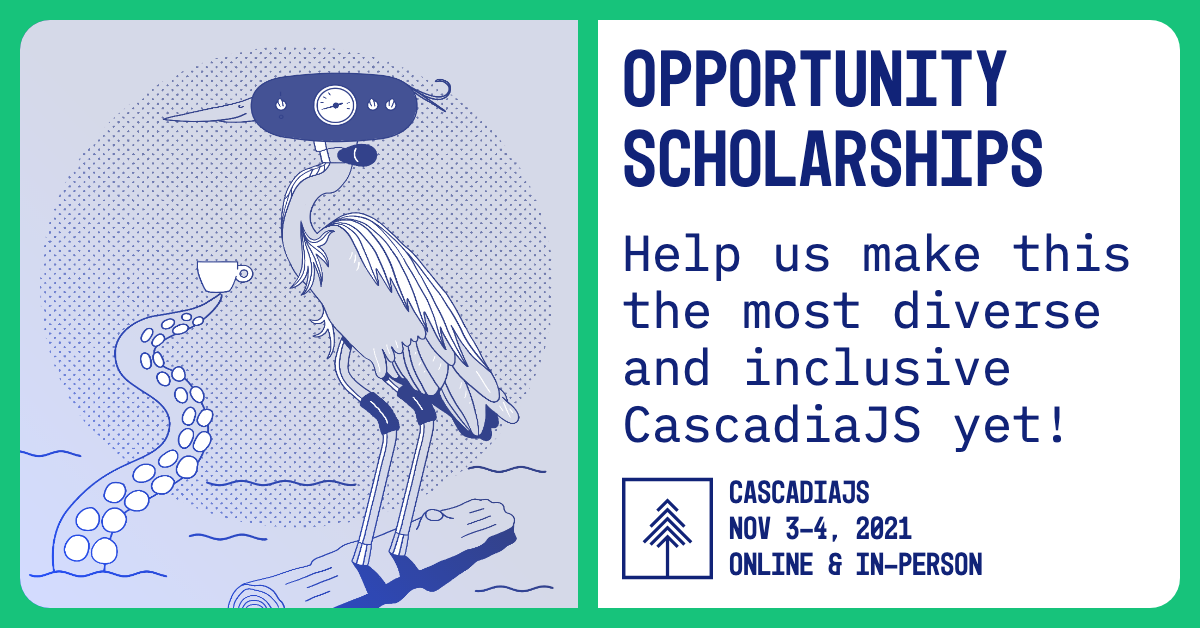 OPPORTUNITY
SCHOLARSHIPS
Help us make this
the most diverse
and inclusive
CascadiaJS yet!
CASCADIAJS
NOV 3-4, 2021
ONLINE & IN-PERSON